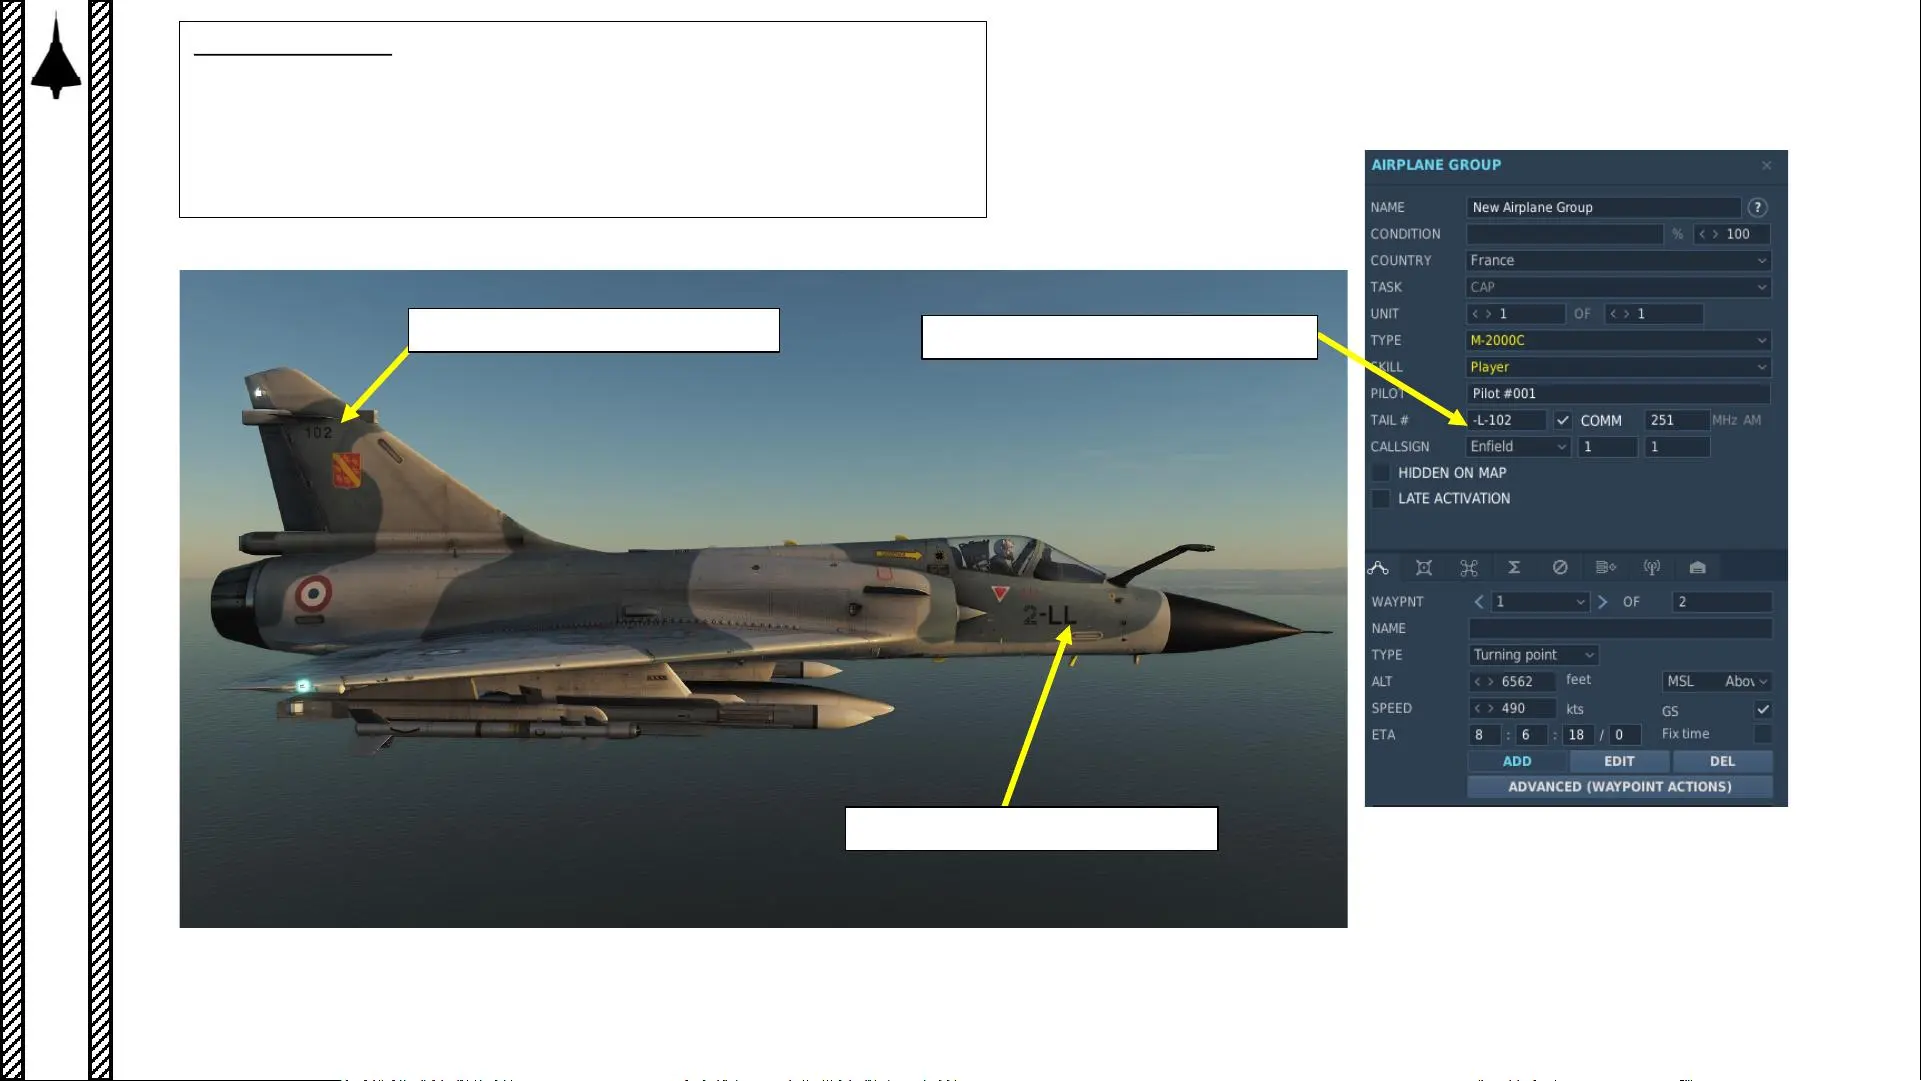 AIRPLANE GROUP
NAME New Airplane Group ?
CONDITION % < > 100
COUNTRY France
TASK CAP
UNIT < > 1 OF < > 1
TYPE M-2000C
SKILL Player
PILOT Pilot #001
TAIL # -L-102 COMM 251 MHz AM
CALLSIGN Enfield 1 1
HIDDEN ON MAP
LATE ACTIVATION
WAYPNT < 1 > OF 2
NAME
TYPE Turning point
ALT < > 6562 feet MSL Abov
SPEED < > 490 kts GS
ETA 8 : 6 : 18 / 0 Fix time
ADD EDIT DEL
ADVANCED (WAYPOINT ACTIONS)
102
2-LL